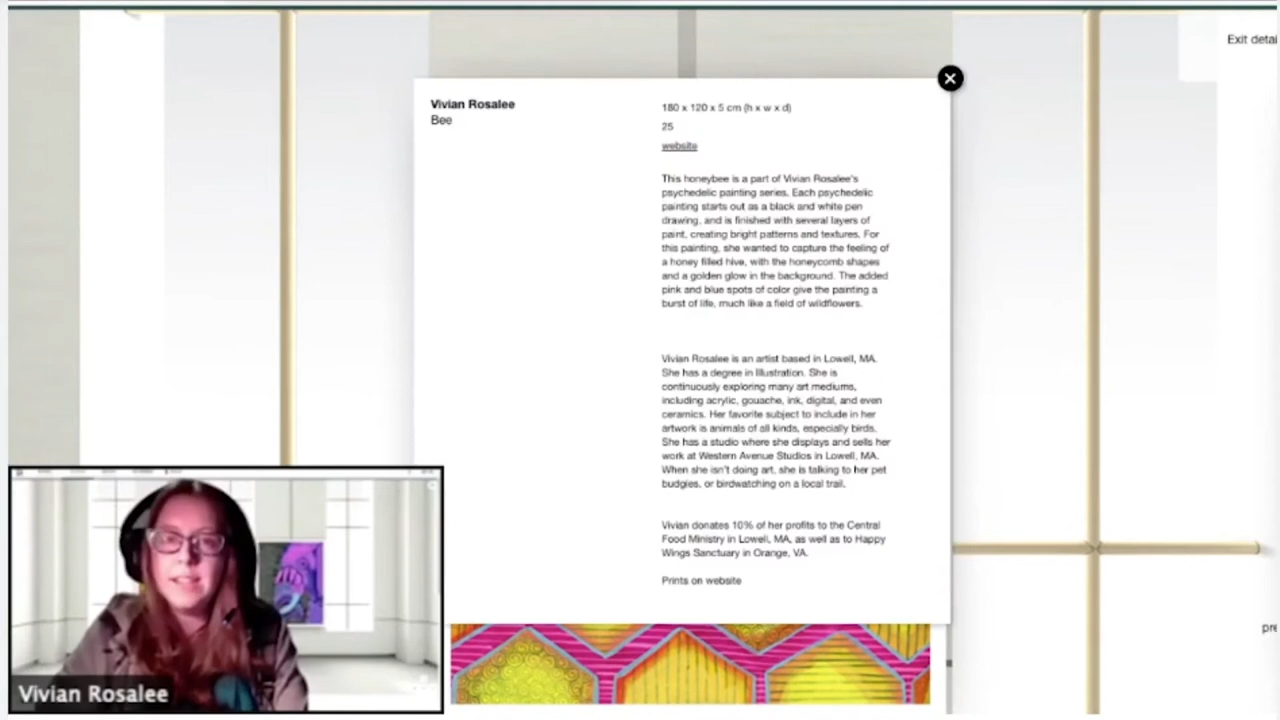 Exit detai
Vivian Rosalee
Bee
180 x 120 x 5 cm (h x w x d)
25
website
This honeybee is a part of Vivian Rosalee's
psychedelic painting series. Each psychedelic
painting starts out as a black and white pen
drawing, and is finished with several layers of
paint, creating bright patterns and textures. For
this painting, she wanted to capture the feeling of
a honey filled hive, with the honeycomb shapes
and a golden glow in the background. The added
pink and blue spots of color give the painting a
burst of life, much like a field of wildflowers.
Vivian Rosalee is an artist based in Lowell, MA.
She has a degree in Illustration. She is
continuously exploring many art mediums,
including acrylic, gouache, ink, digital, and even
ceramics. Her favorite subject to include in her
artwork is animals of all kinds, especially birds.
She has a studio where she displays and sells her
work at Western Avenue Studios in Lowell, MA.
When she isn't doing art, she is talking to her pet
budgies, or birdwatching on a local trail.
Vivian donates 10% of her profits to the Central
Food Ministry in Lowell, MA, as well as to Happy
Wings Sanctuary in Orange, VA.
Prints on website
pre
Vivian Rosalee